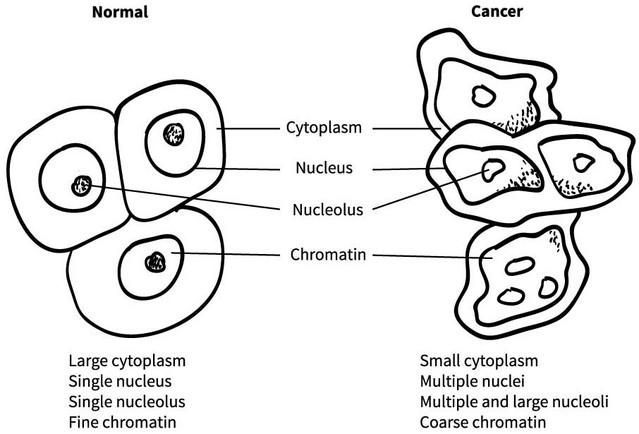 Normal
Cancer
Cytoplasm
Nucleus
Nucleolus
Chromatin
Large cytoplasm
Single nucleus
Single nucleolus
Fine chromatin
Small cytoplasm
Multiple nuclei
Multiple and large nucleoli
Coarse chromatin